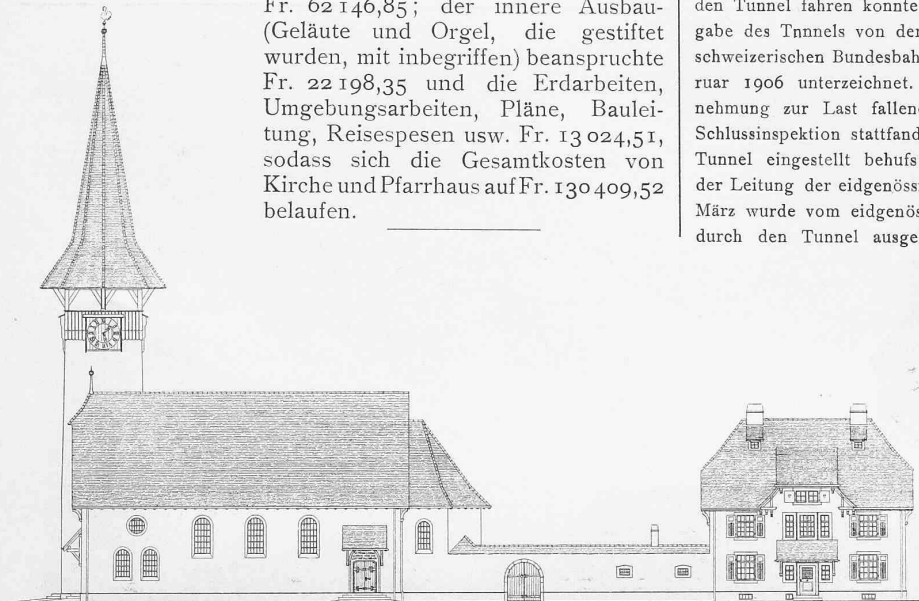 Fr. 62 146,85; der innere Ausbau-
(Geläute und Orgel, die gestiftet
wurden, mit inbegriffen) beanspruchte
Fr. 22 198,35 und die Erdarbeiten,
Umgebungsarbeiten, Pläne, Baulei-
tung, Reisespesen usw. Fr. 13 024,51,
sodass sich die Gesamtkosten von
Kirche und Pfarrhaus auf Fr. 130 409,52
belaufen.
den Tunnel fahren konnte
gabe des Tnnnels von der
schweizerischen Bundesbah
ruar 1906 unterzeichnet.
nehmung zur Last fallen
Schlussinspektion stattfand
Tunnel eingestellt behufs
der Leitung der eidgenöss
März wurde vom eidgenös
durch den Tunnel ausge